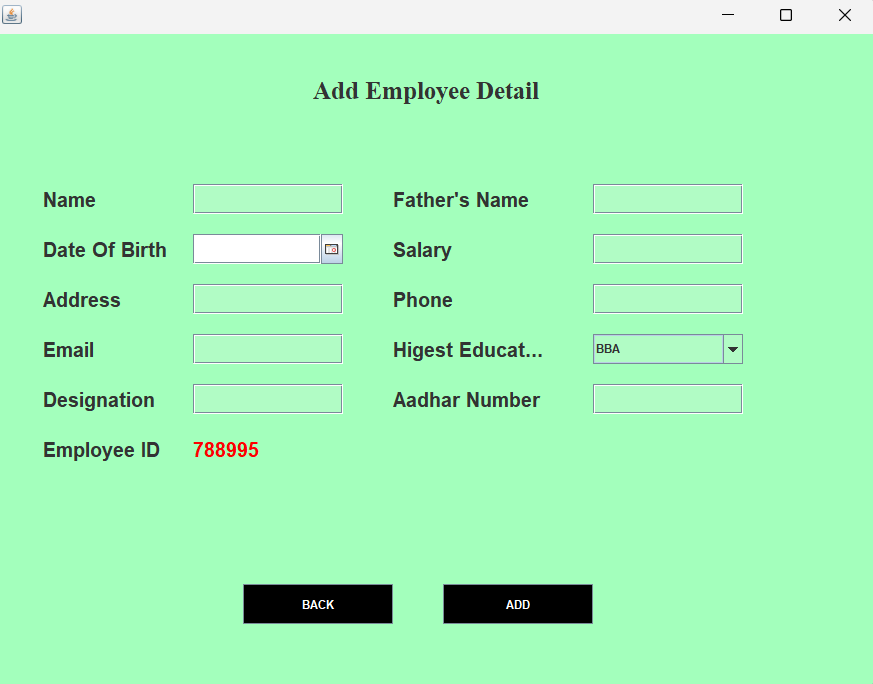 Add Employee Detail
Name
Father's Name
Date Of Birth
Salary
Address
Phone
Email
Higest Educat...
BBA
Designation
Aadhar Number
Employee ID
788995
BACK
ADD